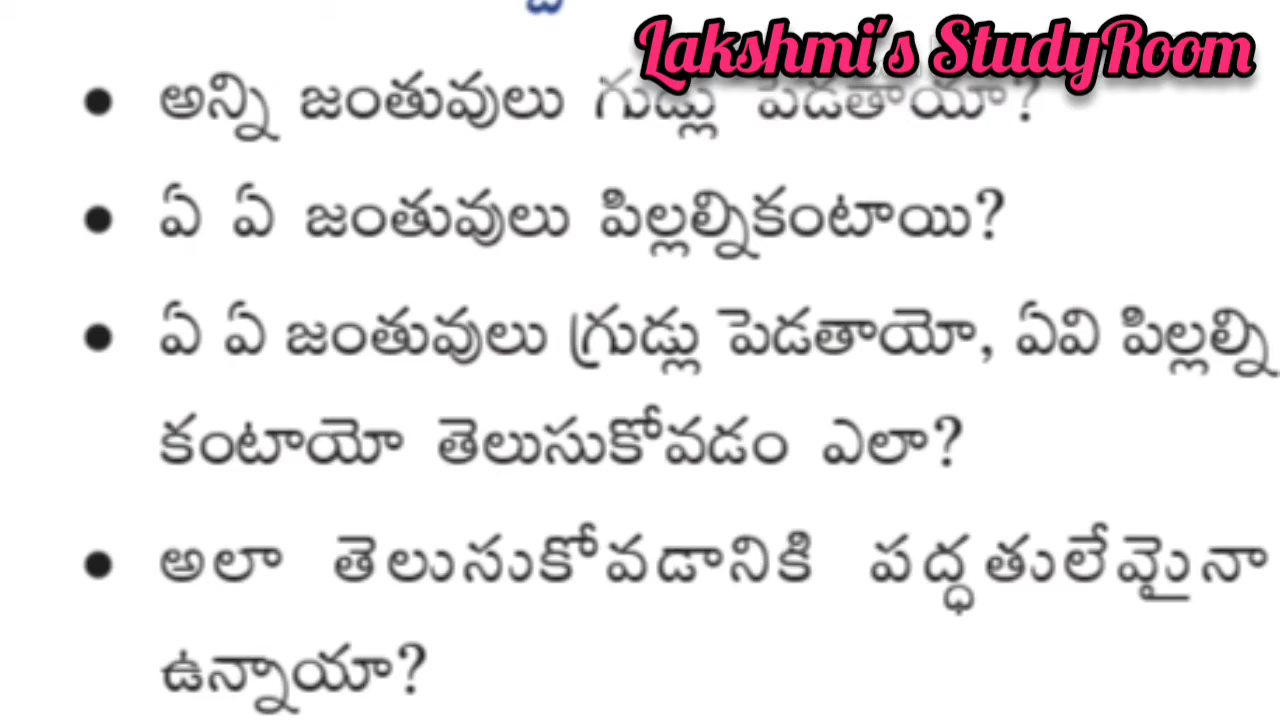 Lakshmi's StudyRoom
• అన్ని జంతువులు గుడ్లు పెడతాయా?
• ఏ ఏ జంతువులు పిల్లల్నికంటాయి?
• ఏ ఏ జంతువులు గ్రుడ్లు పెడతాయో, ఏవి పిల్లల్ని
కంటాయో తెలుసుకోవడం ఎలా?
• అలా తెలుసుకోవడానికి పద్ధతులేమైనా
ఉన్నాయా?